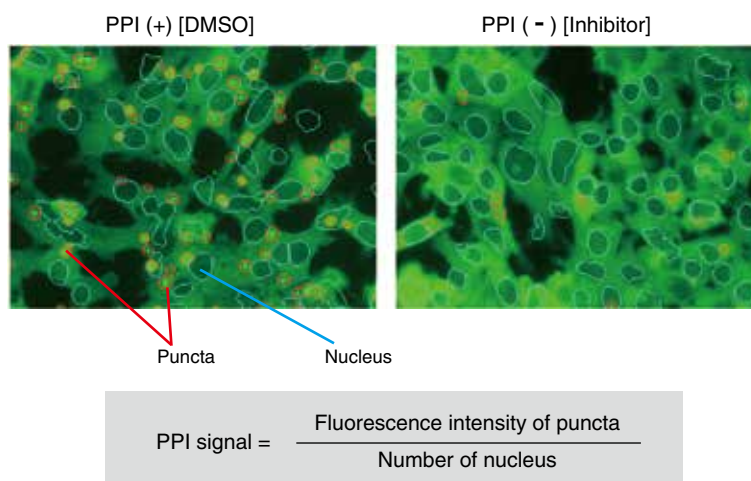 PPI (+) [DMSO]
PPI ( - ) [Inhibitor]
Puncta
Nucleus
PPI signal =
Fluorescence intensity of puncta
Number of nucleus